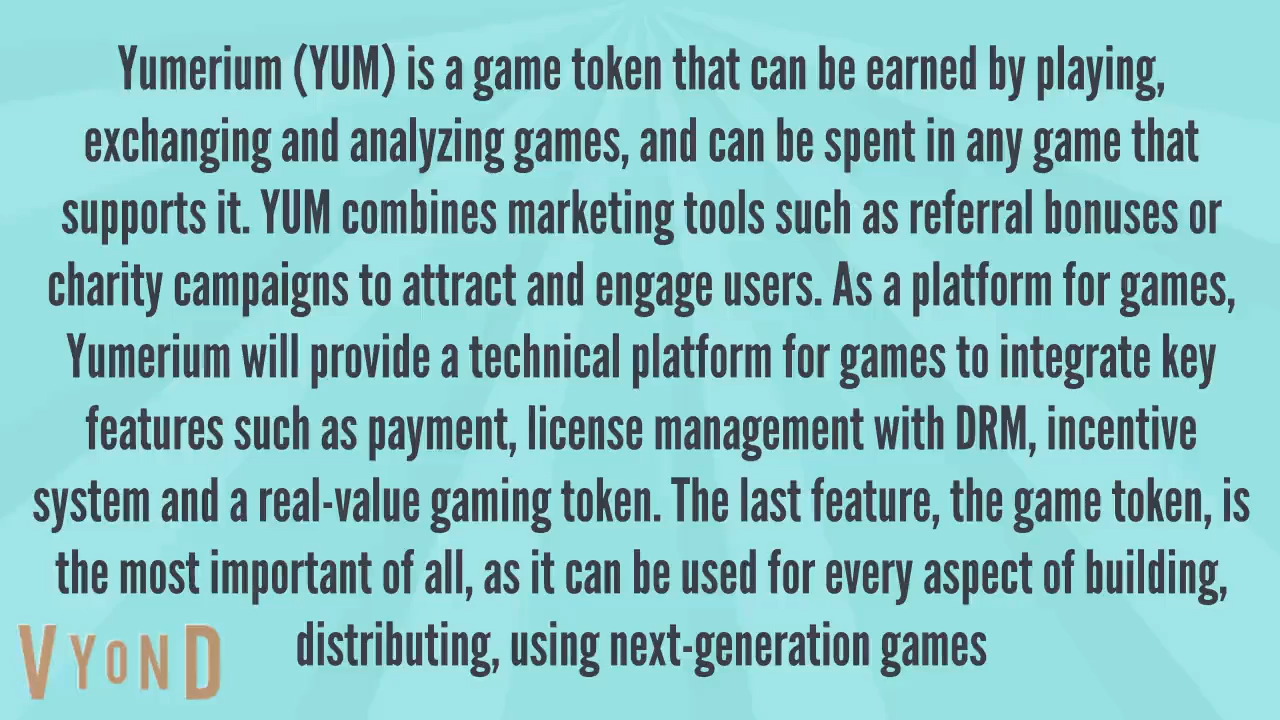 Yumerium (YUM) is a game token that can be earned by playing,
exchanging and analyzing games, and can be spent in any game that
supports it. YUM combines marketing tools such as referral bonuses or
charity campaigns to attract and engage users. As a platform for games,
Yumerium will provide a technical platform for games to integrate key
features such as payment, license management with DRM, incentive
system and a real-value gaming token. The last feature, the game token, is
the most important of all, as it can be used for every aspect of building,
distributing, using next-generation games
VYOND